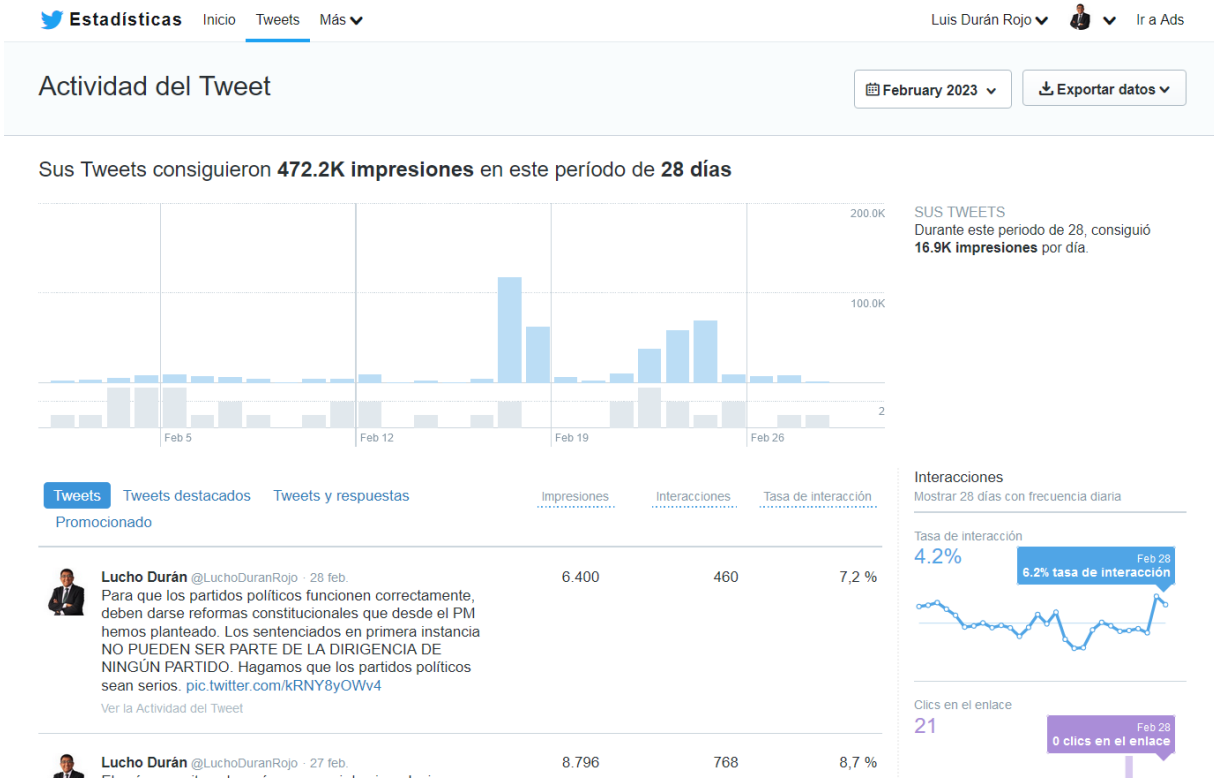 Estadísticas Inicio Tweets Más Luis Durán Rojo Ir a Ads
Actividad del Tweet
February 2023
Exportar datos
Sus Tweets consiguieron 472.2K impresiones en este período de 28 días
200.0K
100.0K
2
Feb 5 Feb 12 Feb 19 Feb 26
SUS TWEETS
Durante este periodo de 28, consiguió
16.9K impresiones por día.
Tweets Tweets destacados Tweets y respuestas
Promocionado
Impresiones Interacciones Tasa de interacción
Lucho Durán @LuchoDuranRojo · 28 feb.
Para que los partidos políticos funcionen correctamente,
deben darse reformas constitucionales que desde el PM
hemos planteado. Los sentenciados en primera instancia
NO PUEDEN SER PARTE DE LA DIRIGENCIA DE
NINGÚN PARTIDO. Hagamos que los partidos políticos
sean serios. pic.twitter.com/kRNY8yOWv4
Ver la Actividad del Tweet
6.400 460 7,2 %
Lucho Durán @LuchoDuranRojo · 27 feb.
8.796 768 8,7 %
Interacciones
Mostrar 28 días con frecuencia diaria
Tasa de interacción
4.2%
Feb 28
6.2% tasa de interacción
Clics en el enlace
21
Feb 28
0 clics en el enlace